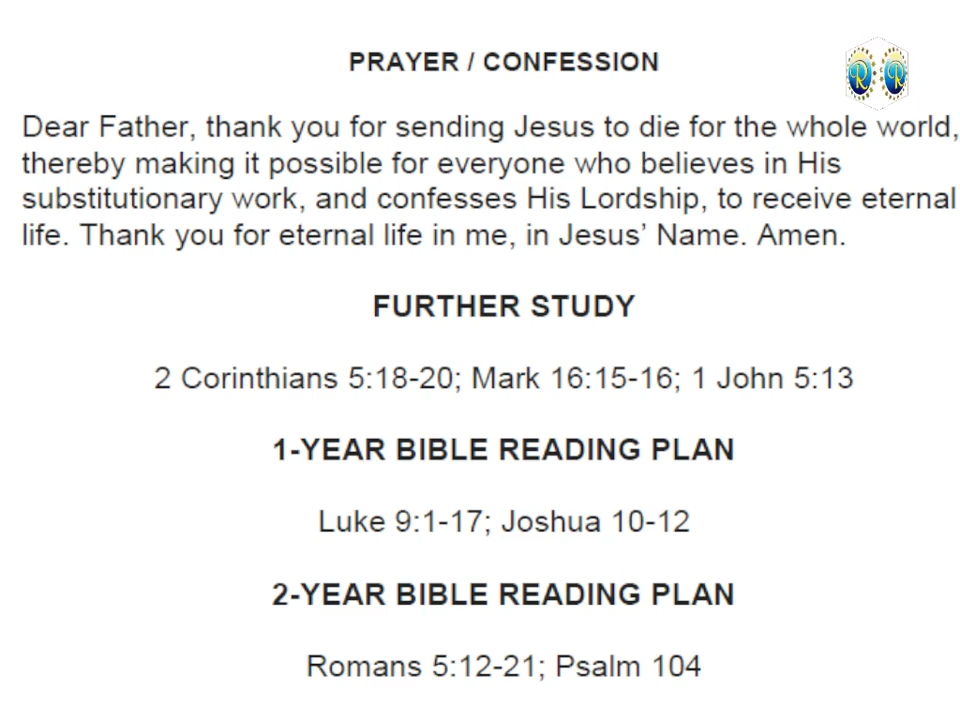 PRAYER / CONFESSION
R R
Dear Father, thank you for sending Jesus to die for the whole world,
thereby making it possible for everyone who believes in His
substitutionary work, and confesses His Lordship, to receive eternal
life. Thank you for eternal life in me, in Jesus’ Name. Amen.
FURTHER STUDY
2 Corinthians 5:18-20; Mark 16:15-16; 1 John 5:13
1-YEAR BIBLE READING PLAN
Luke 9:1-17; Joshua 10-12
2-YEAR BIBLE READING PLAN
Romans 5:12-21; Psalm 104